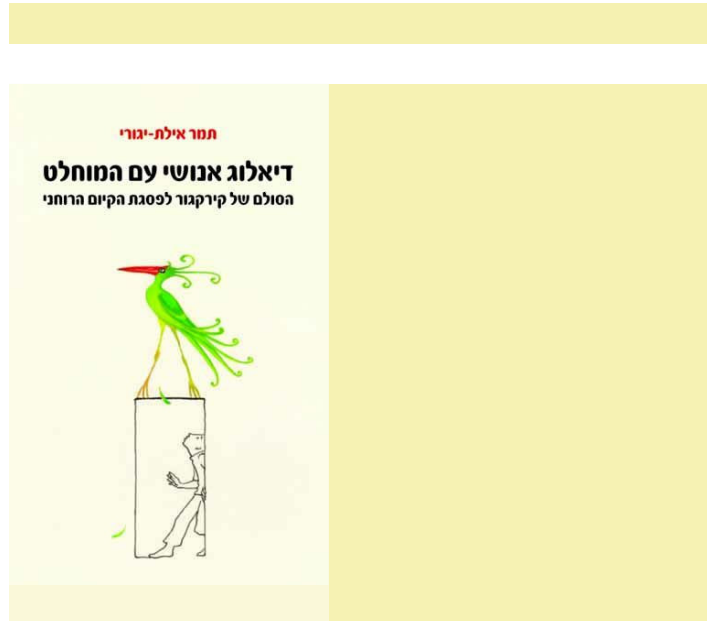 תמר אילת-יגורי
דיאלוג אנושי עם המוחלט
הסולם של קירקגור לפסגת הקיום הרוחני